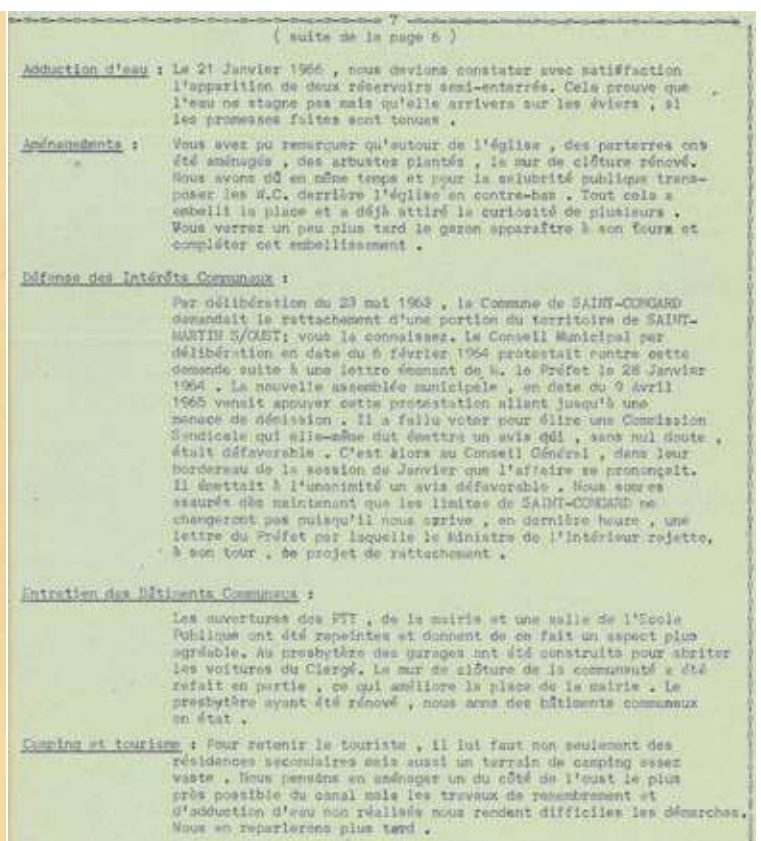 7
( suite de la page 6 )
Adduction d'eau : Le 21 Janvier 1966 , nous devions constater avec satiffaction
l'apparition de deux réservoirs semi-enterrés. Cela prouve que
l'eau ne stagne pas mais qu'elle arrivera sur les éviers , si
les promesses faites sont tenues .
Aménagements : Vous avez pu remarquer qu'autour de l'église , des parterres ont
été aménagés , des arbustes plantés , le mur de clôture rénové.
Nous avons dû en même temps et pour la salubrité publique trans-
poser les W.C. derrière l'église en contre-bas . Tout cela a
embelli la place et a déjà attiré la curiosité de plusieurs .
Vous verrez un peu plus tard le gazon apparaître à son tour et
compléter cet embellissement .
Défense des Intérêts Communaux :
Par délibération du 23 mai 1963 , la Commune de SAINT-CONGARD
demandait le rattachement d'une portion du territoire de SAINT-
MARTIN S/OUST; vous la connaissez. Le Conseil Municipal par
délibération en date du 6 février 1964 protestait contre cette
demande suite à une lettre émanant de M. le Préfet le 28 Janvier
1964 . La nouvelle assemblée municipale , en date du 9 Avril
1965 venait appuyer cette protestation allant jusqu'à une
menace de démission . Il a fallu voter pour élire une Commission
Syndicale qui elle-même dut émettre un avis qui , sans nul doute ,
était défavorable . C'est alors au Conseil Général , dans leur
bordereau de la session de Janvier que l'affaire se prononçait.
Il émettait à l'unanimité un avis défavorable . Nous sommes
assurés dès maintenant que les limites de SAINT-CONGARD ne
changeront pas puisqu'il nous arrive , en dernière heure , une
lettre du Préfet par laquelle le Ministre de l'Intérieur rejette,
à son tour , ce projet de rattachement .
Entretien des Bâtiments Communaux :
Les ouvertures des PTT , de la mairie et une salle de l'Ecole
Publique ont été repeintes et donnent de ce fait un aspect plus
agréable. Au presbytère des garages ont été construits pour abriter
les voitures du Clergé. Le mur de clôture de la communauté a été
refait en partie , ce qui améliore la place de la mairie . Le
presbytère ayant été rénové , nous avons des bâtiments communaux
en état .
Camping et tourisme : Pour retenir le touriste , il lui faut non seulement des
résidences secondaires mais aussi un terrain de camping assez
vaste . Nous pensons en aménager un du côté de l'oust le plus
près possible du canal mais les travaux de remembrement et
d'adduction d'eau non réalisés nous rendent difficiles les démarches.
Nous en reparlerons plus tard .